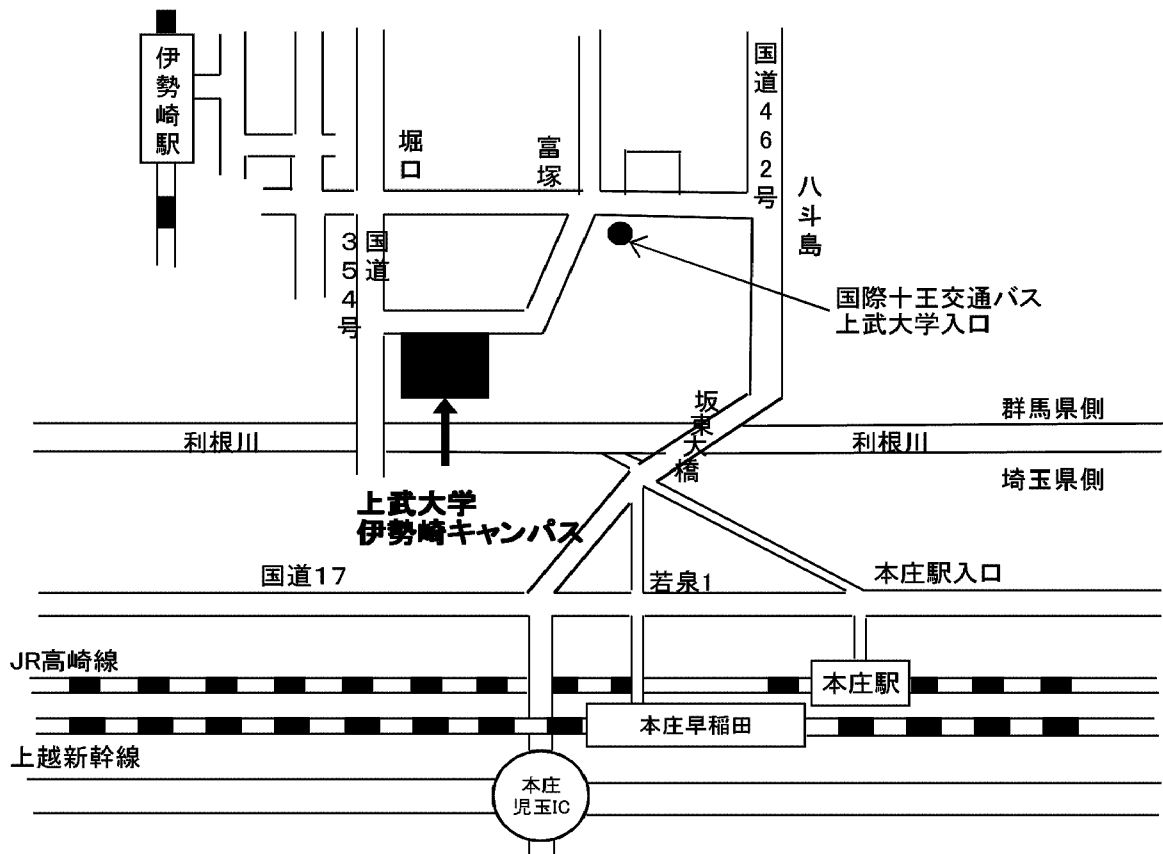 伊勢崎駅
堀口
富塚
国道462号
八斗島
国道
354号
国際十王交通バス
上武大学入口
坂東大橋
群馬県側
利根川
利根川
埼玉県側
上武大学
伊勢崎キャンパス
国道17
若泉1
本庄駅入口
JR高崎線
本庄駅
本庄早稲田
上越新幹線
本庄
児玉IC